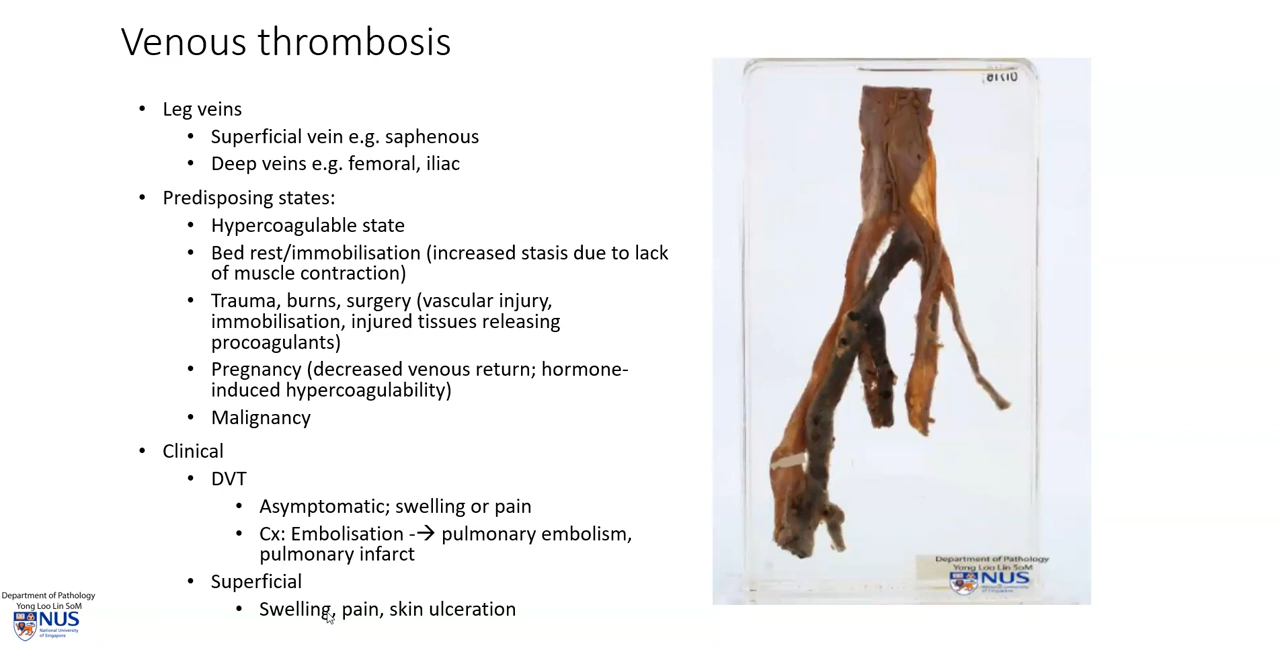 Venous thrombosis
• Leg veins
• Superficial vein e.g. saphenous
• Deep veins e.g. femoral, iliac
• Predisposing states:
• Hypercoagulable state
• Bed rest/immobilisation (increased stasis due to lack
of muscle contraction)
• Trauma, burns, surgery (vascular injury,
immobilisation, injured tissues releasing
procoagulants)
• Pregnancy (decreased venous return; hormone-
induced hypercoagulability)
• Malignancy
• Clinical
• DVT
• Asymptomatic; swelling or pain
• Cx: Embolisation -→ pulmonary embolism,
pulmonary infarct
• Superficial
• Swelling, pain, skin ulceration
Department of Pathology
Yong Loo Lin SoM
NUS
National University
of Singapore
Department of Pathology
Yong Loo Lin SoM
NUS